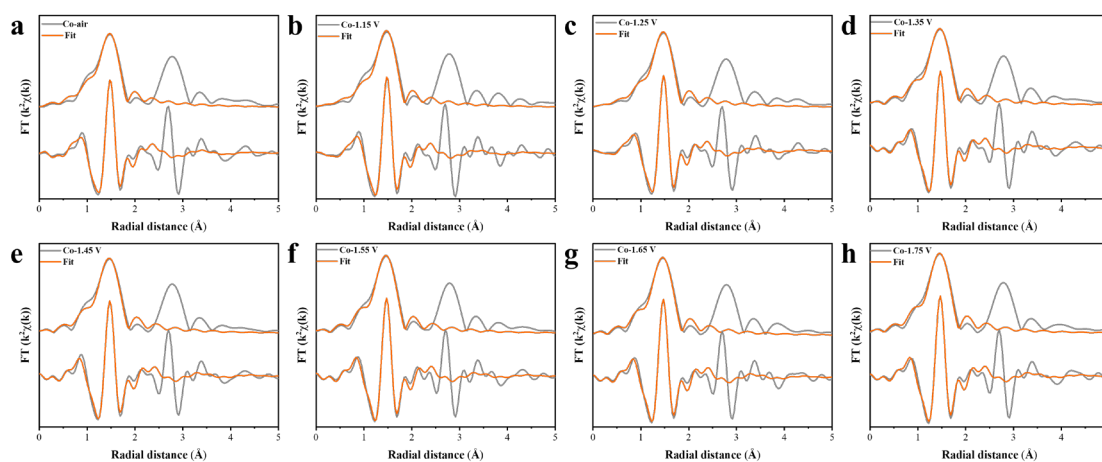 a
Co-air
Fit
FT (k²χ(k))
0 1 2 3 4 5
Radial distance (Å)
b
Co-1.15 V
Fit
FT (k²χ(k))
0 1 2 3 4 5
Radial distance (Å)
c
Co-1.25 V
Fit
FT (k²χ(k))
0 1 2 3 4 5
Radial distance (Å)
d
Co-1.35 V
Fit
FT (k²χ(k))
0 1 2 3 4
Radial distance (Å)
e
Co-1.45 V
Fit
FT (k²χ(k))
0 1 2 3 4 5
Radial distance (Å)
f
Co-1.55 V
Fit
FT (k²χ(k))
0 1 2 3 4 5
Radial distance (Å)
g
Co-1.65 V
Fit
FT (k²χ(k))
0 1 2 3 4 5
Radial distance (Å)
h
Co-1.75 V
Fit
FT (k²χ(k))
0 1 2 3 4
Radial distance (Å)